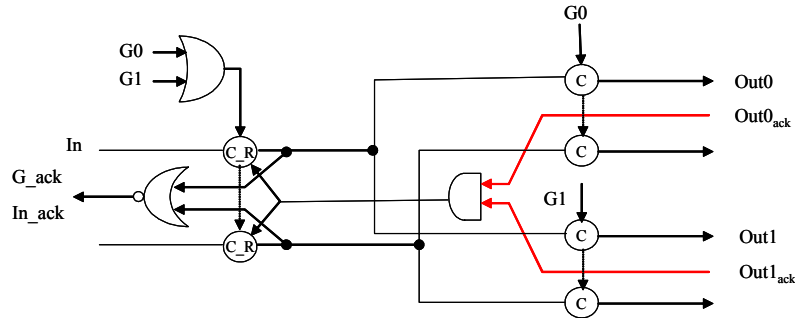 G0
G0
G1
C
Out0
Out0ack
In
C_R
C
G_ack
In_ack
G1
C_R
C
Out1
Out1ack
C